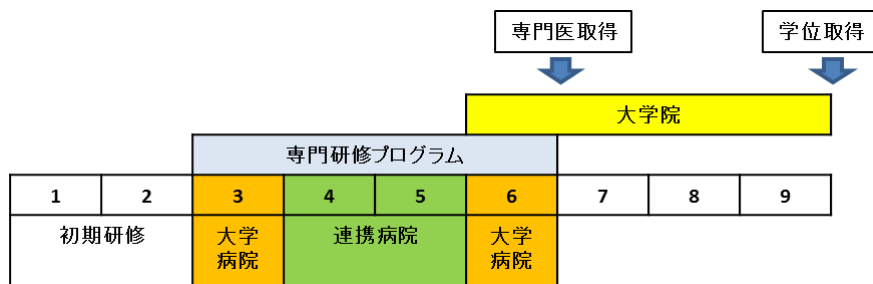 専門医取得
学位取得
大学院
専門研修プログラム
1 2 3 4 5 6 7 8 9
初期研修
大学
病院
連携病院
大学
病院